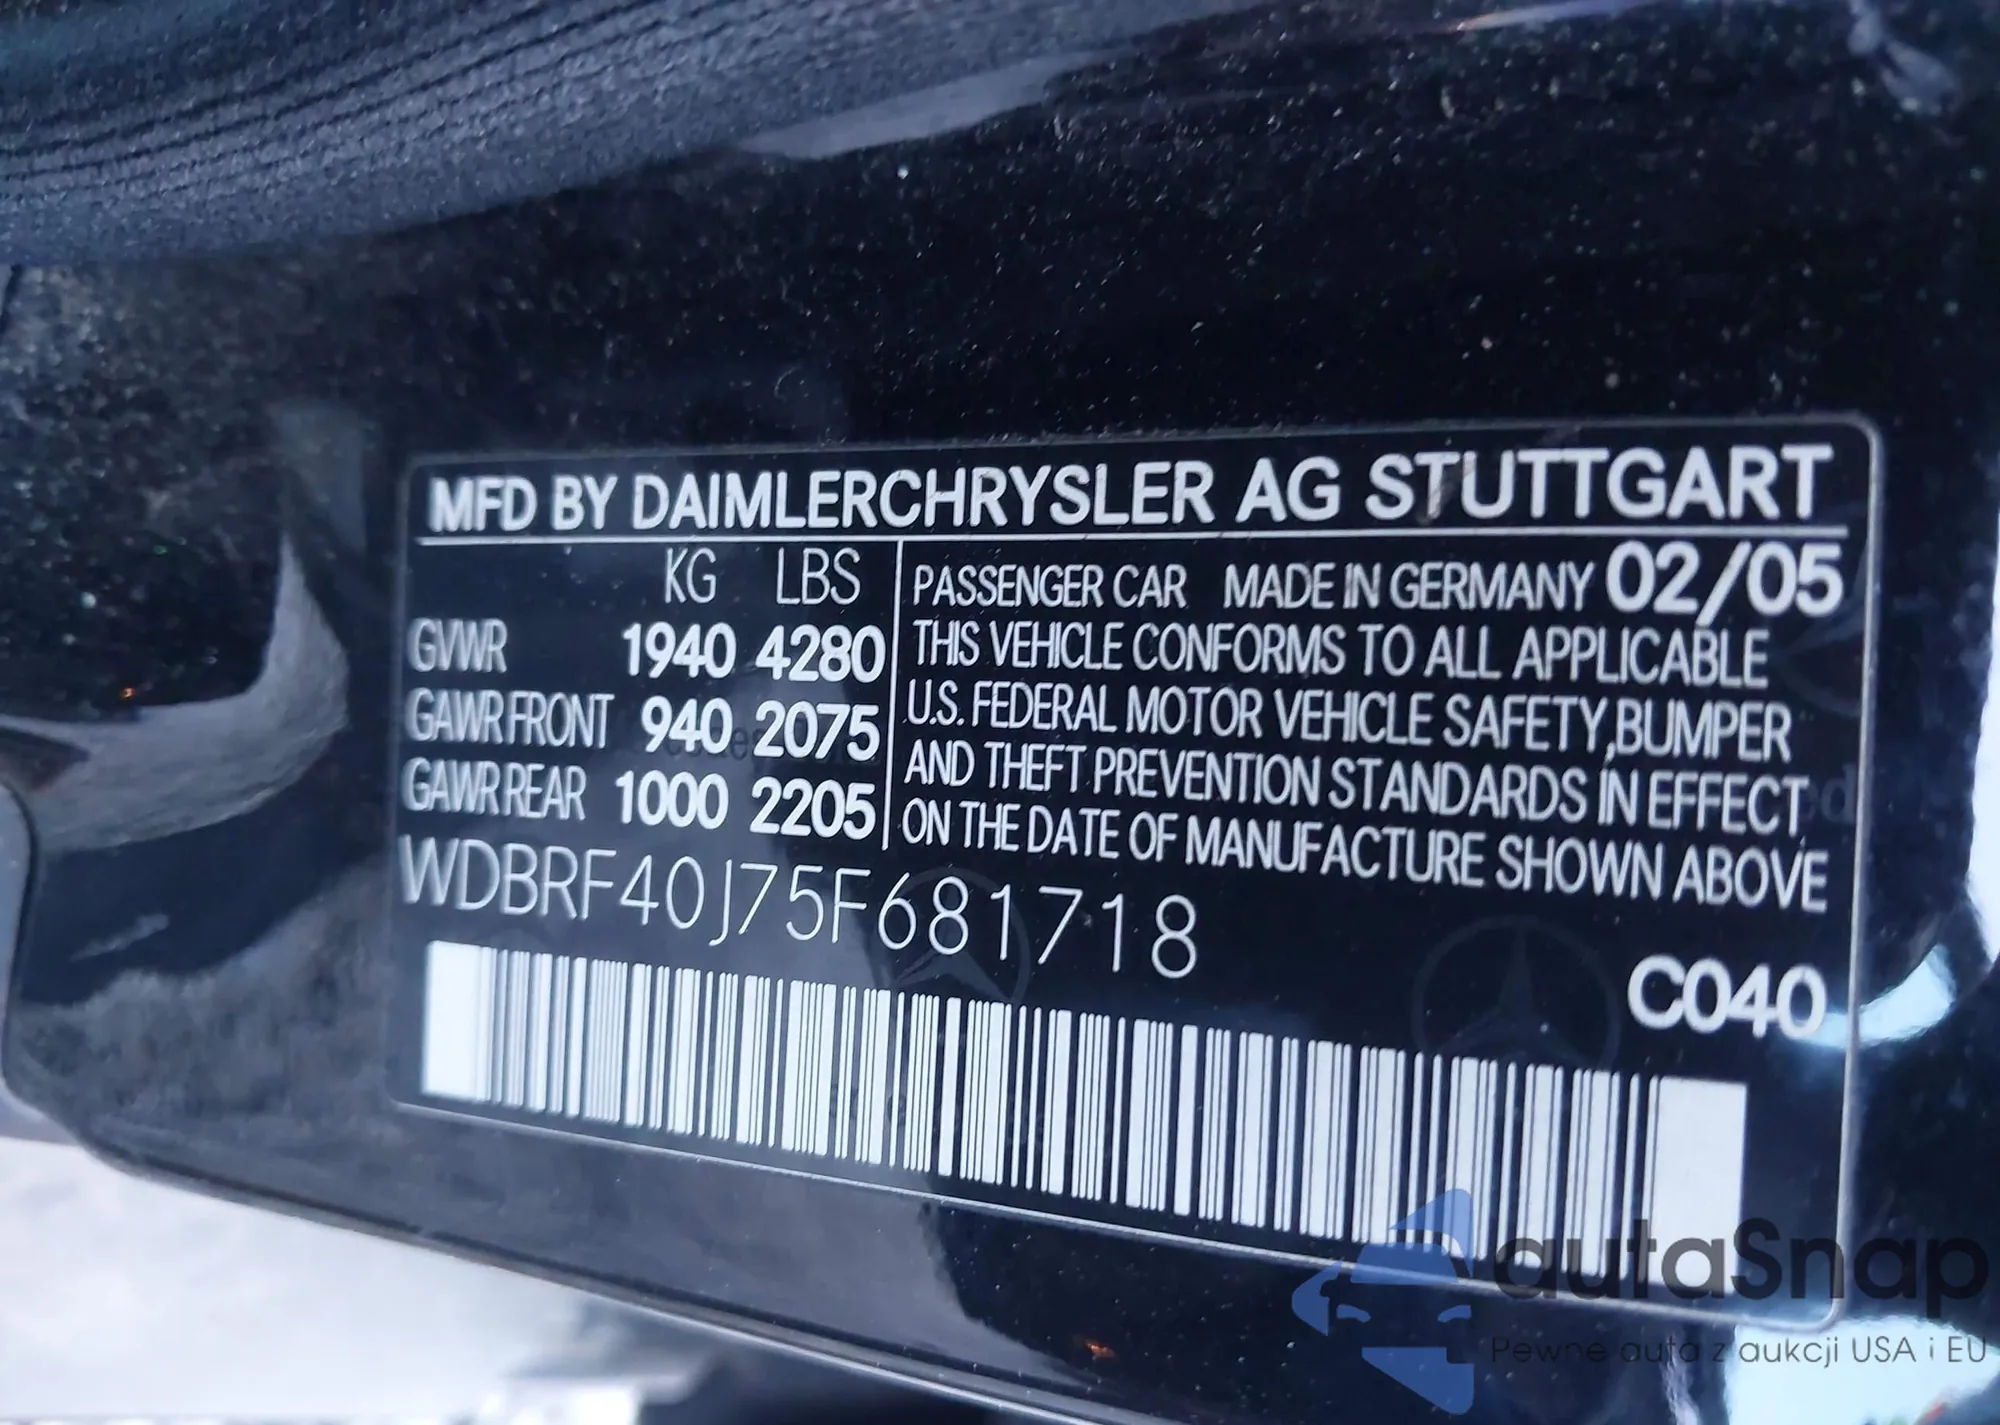 MFD BY DAIMLERCHRYSLER AG STUTTGART
KG LBS
GVWR 1940 4280
GAWR FRONT 940 2075
GAWR REAR 1000 2205
PASSENGER CAR MADE IN GERMANY 02/05
THIS VEHICLE CONFORMS TO ALL APPLICABLE
U.S. FEDERAL MOTOR VEHICLE SAFETY, BUMPER
AND THEFT PREVENTION STANDARDS IN EFFECT
ON THE DATE OF MANUFACTURE SHOWN ABOVE
WDBRF40J75F681718
C040
autaSnap
Pewne auta z aukcji USA i EU